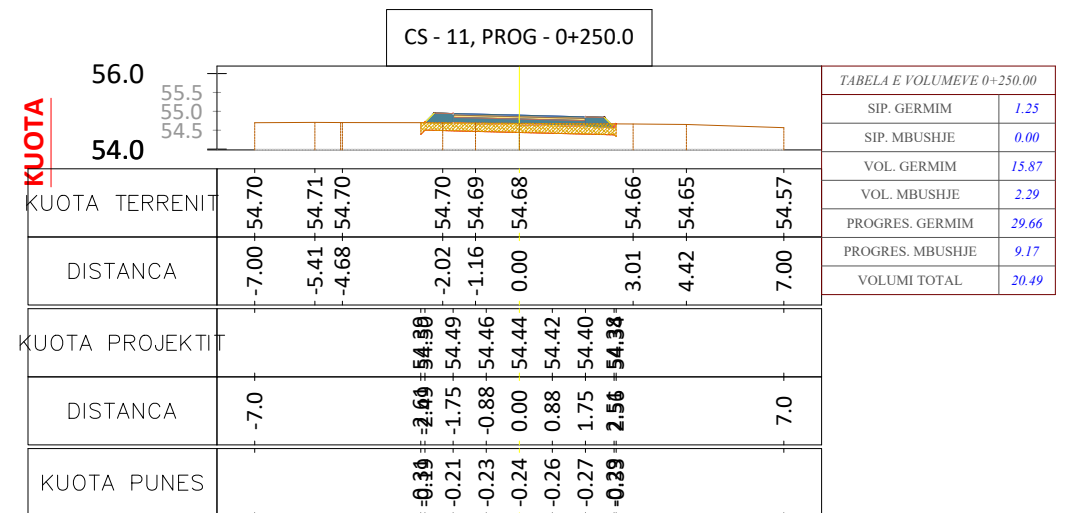 CS - 11, PROG - 0+250.0
KUOTA
56.0
55.5
55.0
54.5
54.0
KUOTA TERRENIT 54.70 54.71 54.70 54.70 54.69 54.68 54.66 54.65 54.57
DISTANCA -7.00 -5.41 -4.68 -2.02 -1.16 0.00 3.01 4.42 7.00
KUOTA PROJEKTIT 54.49 54.46 54.44 54.42 54.40
DISTANCA -7.0 -1.75 -0.88 0.00 0.88 1.75 7.0
KUOTA PUNES -0.21 -0.23 -0.24 -0.26 -0.27
TABELA E VOLUMEVE 0+250.00
SIP. GERMIM 1.25
SIP. MBUSHJE 0.00
VOL. GERMIM 15.87
VOL. MBUSHJE 2.29
PROGRES. GERMIM 29.66
PROGRES. MBUSHJE 9.17
VOLUMI TOTAL 20.49